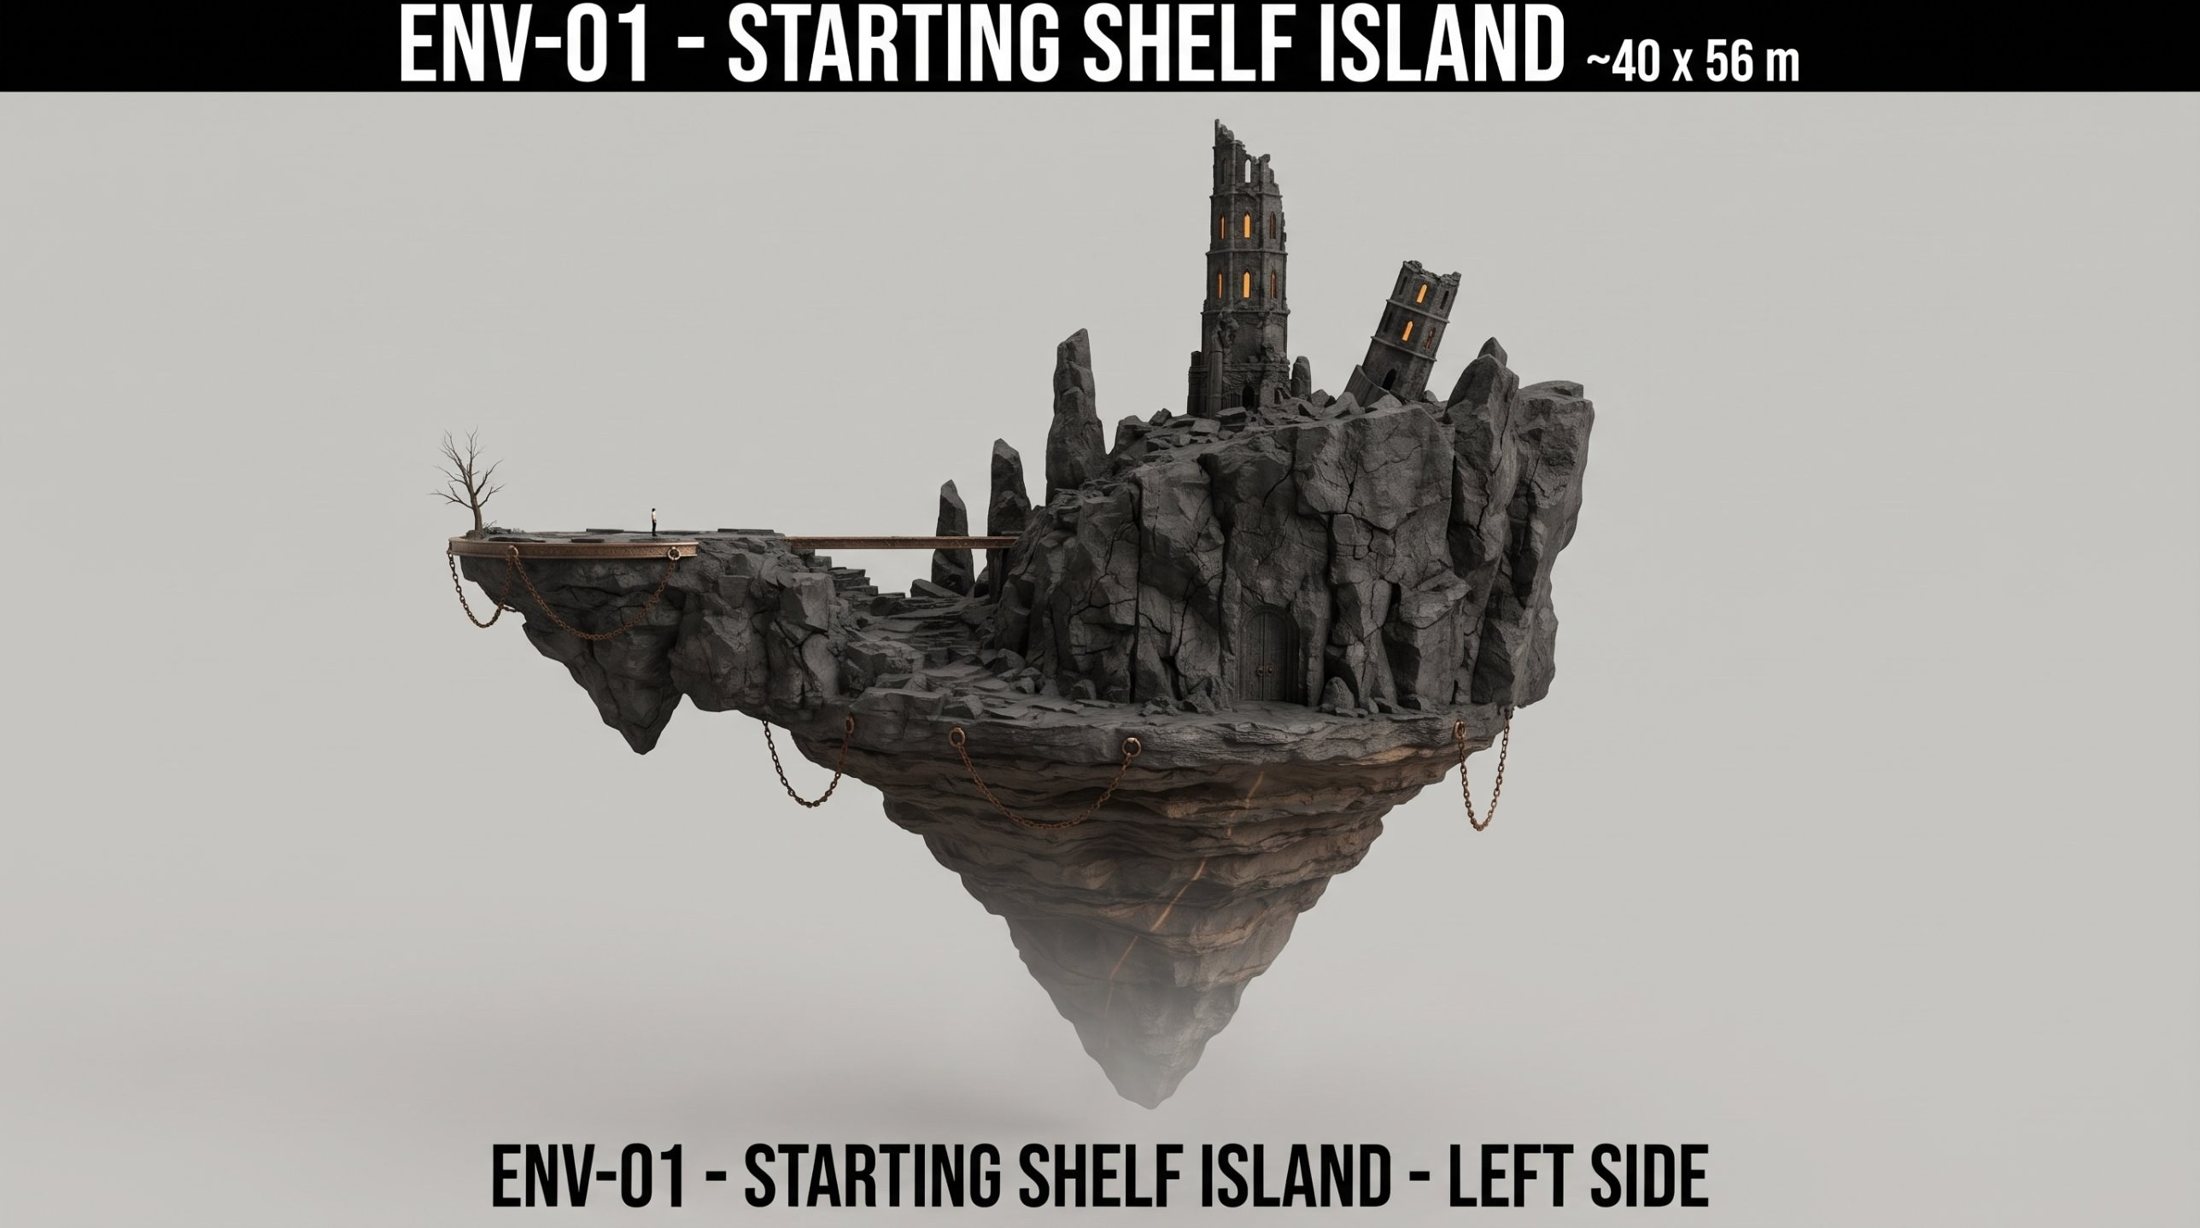 ENV-01 - STARTING SHELF ISLAND ~40 x 56 m
ENV-01 - STARTING SHELF ISLAND - LEFT SIDE